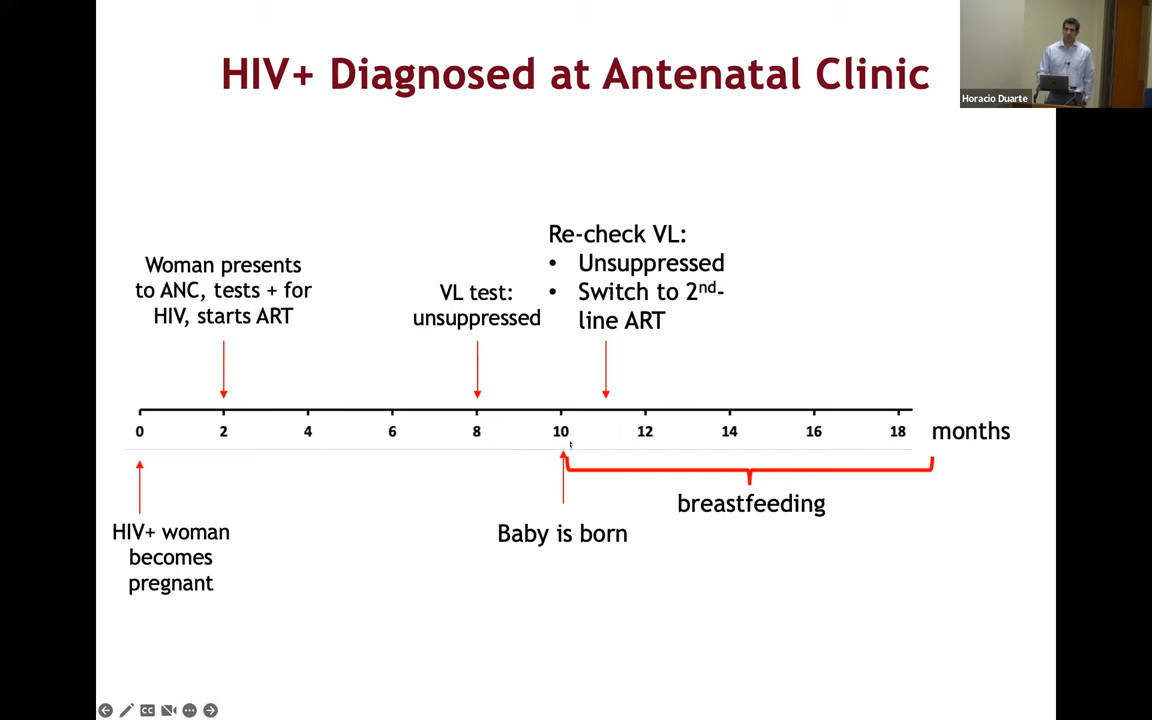 HIV+ Diagnosed at Antenatal Clinic
Horacio Duarte
Woman presents
to ANC, tests + for
HIV, starts ART
VL test:
unsuppressed
Re-check VL:
• Unsuppressed
• Switch to 2nd-
line ART
0 2 4 6 8 10 12 14 16 18 months
HIV+ woman
becomes
pregnant
Baby is born
breastfeeding
CC